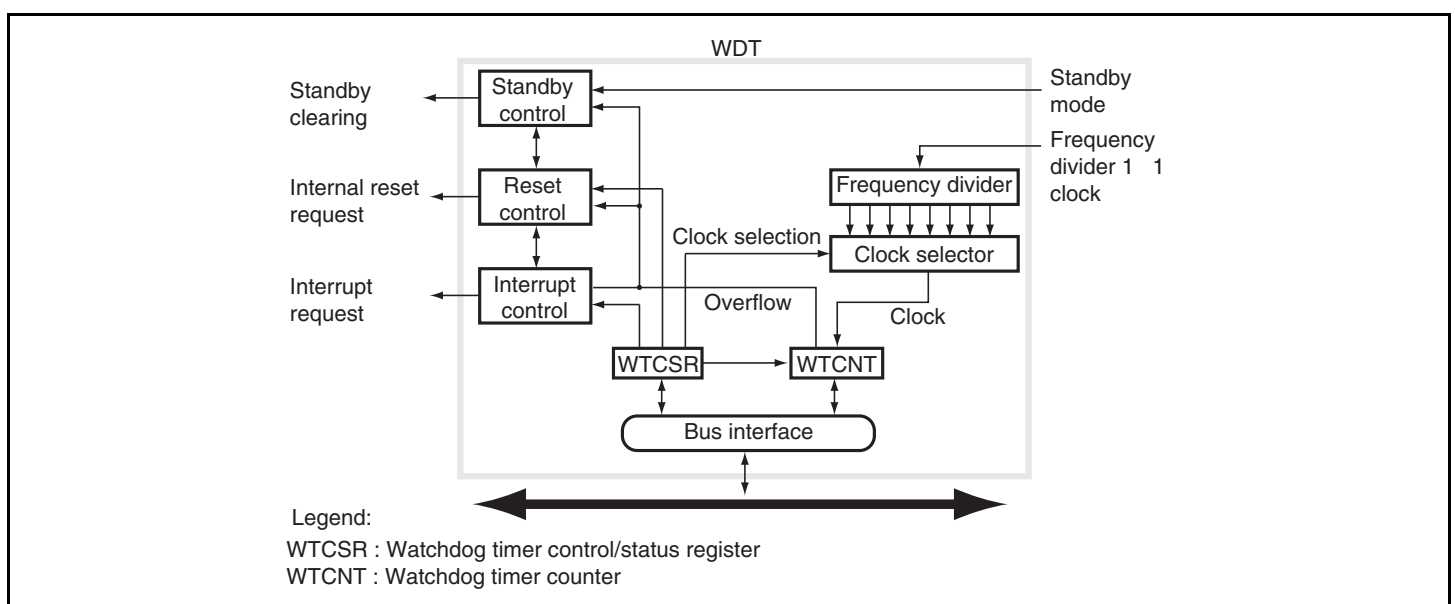 WDT
Standby
clearing
Standby
control
Standby
mode
Frequency
divider 1 1
clock
Internal reset
request
Reset
control
Frequency divider
Clock selection
Clock selector
Interrupt
request
Interrupt
control
Overflow
Clock
WTCSR
WTCNT
Bus interface
Legend:
WTCSR : Watchdog timer control/status register
WTCNT : Watchdog timer counter